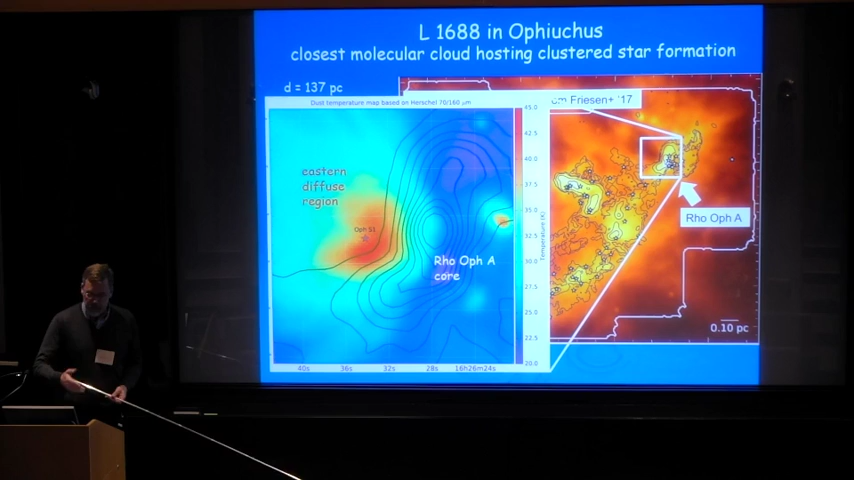 L 1688 in Ophiuchus
closest molecular cloud hosting clustered star formation
d = 137 pc
Dust temperature map based on Herschel 70/160 μm
om Friesen+ '17
eastern
diffuse
region
Oph S1
Rho Oph A
core
Rho Oph A
0.10 pc
45.0
42.5
40.0
37.5
35.0
32.5
30.0
27.5
25.0
22.5
20.0
Temperature (K)
40s 36s 32s 28s 16h26m24s